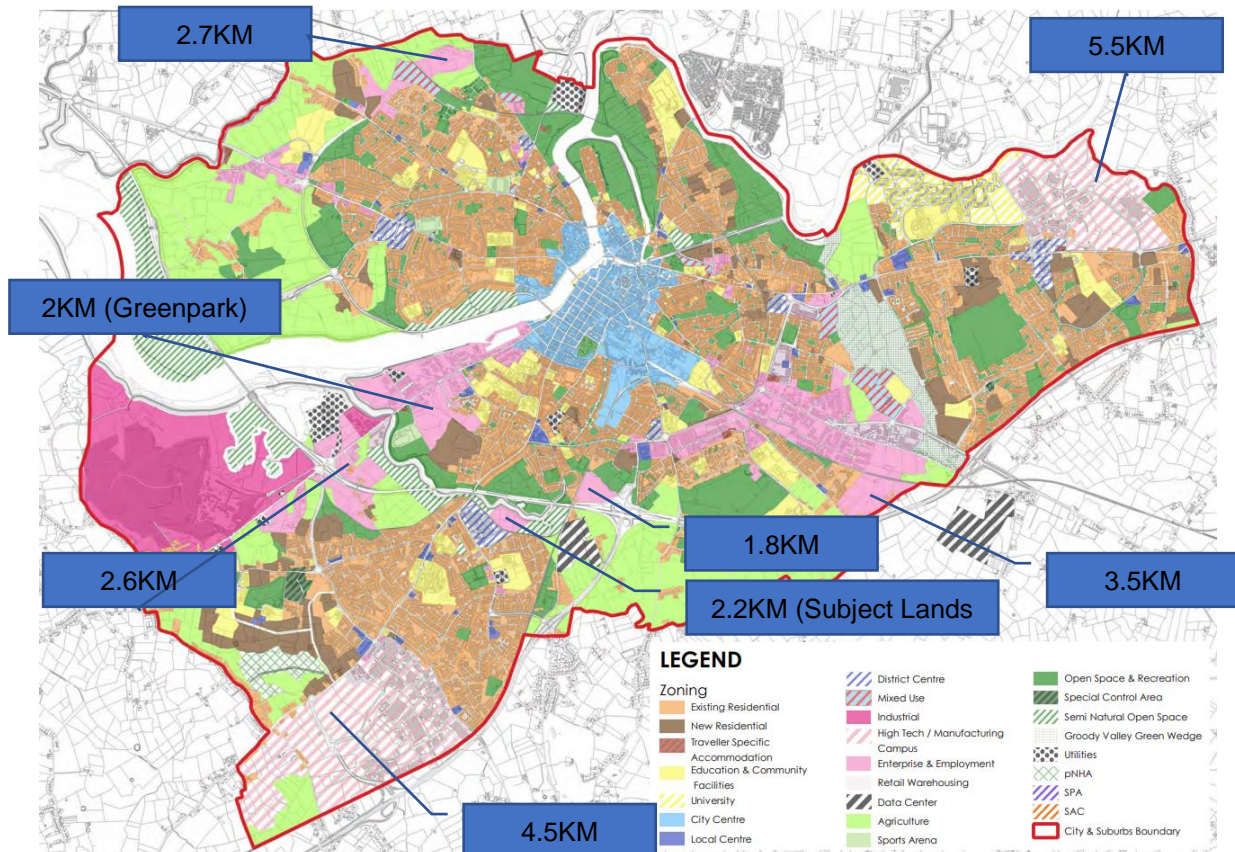 2.7KM
5.5KM
2KM (Greenpark)
1.8KM
2.6KM
3.5KM
2.2KM (Subject Lands
4.5KM
LEGEND
Zoning
Existing Residential
New Residential
Traveller Specific
Accommodation
Education & Community
Facilities
University
City Centre
Local Centre
District Centre
Mixed Use
Industrial
High Tech / Manufacturing
Campus
Enterprise & Employment
Retail Warehousing
Data Center
Agriculture
Sports Arena
Open Space & Recreation
Special Control Area
Semi Natural Open Space
Groody Valley Green Wedge
Utilities
pNHA
SPA
SAC
City & Suburbs Boundary